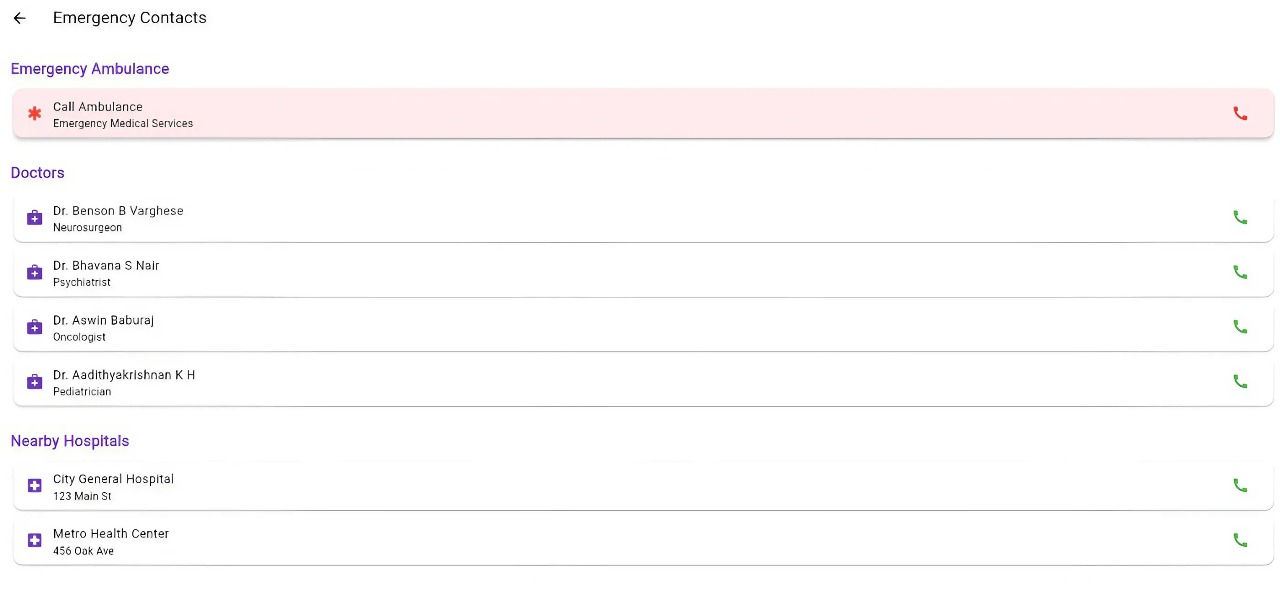 Emergency Contacts
Emergency Ambulance
Call Ambulance
Emergency Medical Services
Doctors
Dr. Benson B Varghese
Neurosurgeon
Dr. Bhavana S Nair
Psychiatrist
Dr. Aswin Baburaj
Oncologist
Dr. Aadithyakrishnan K H
Pediatrician
Nearby Hospitals
City General Hospital
123 Main St
Metro Health Center
456 Oak Ave